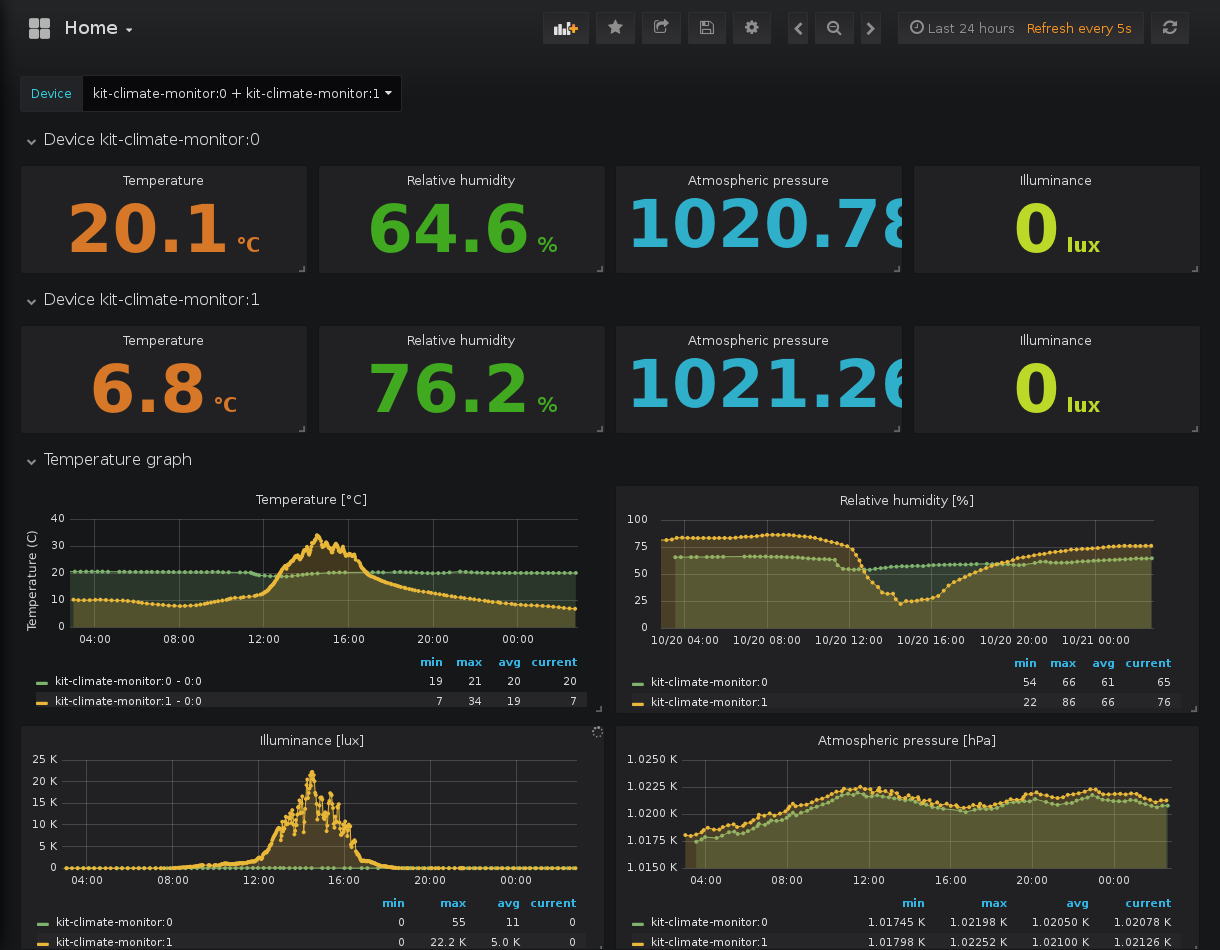 Home
Last 24 hours Refresh every 5s
Device kit-climate-monitor:0 + kit-climate-monitor:1
Device kit-climate-monitor:0
Temperature Relative humidity Atmospheric pressure Illuminance
20.1 °C 64.6 % 1020.78 0 lux
Device kit-climate-monitor:1
Temperature Relative humidity Atmospheric pressure Illuminance
6.8 °C 76.2 % 1021.26 0 lux
Temperature graph
Temperature [°C]
Temperature (C)
40
30
20
10
0
04:00 08:00 12:00 16:00 20:00 00:00
min max avg current
kit-climate-monitor:0 - 0:0 19 21 20 20
kit-climate-monitor:1 - 0:0 7 34 19 7
Relative humidity [%]
100
75
50
25
0
10/20 04:00 10/20 08:00 10/20 12:00 10/20 16:00 10/20 20:00 10/21 00:00
min max avg current
kit-climate-monitor:0 54 66 61 65
kit-climate-monitor:1 22 86 66 76
Illuminance [lux]
25 K
20 K
15 K
10 K
5 K
0
04:00 08:00 12:00 16:00 20:00 00:00
min max avg current
kit-climate-monitor:0 0 55 11 0
kit-climate-monitor:1 0 22.2 K 5.0 K 0
Atmospheric pressure [hPa]
1.0250 K
1.0225 K
1.0200 K
1.0175 K
1.0150 K
04:00 08:00 12:00 16:00 20:00 00:00
min max avg current
kit-climate-monitor:0 1.01745 K 1.02198 K 1.02050 K 1.02078 K
kit-climate-monitor:1 1.01798 K 1.02252 K 1.02100 K 1.02126 K